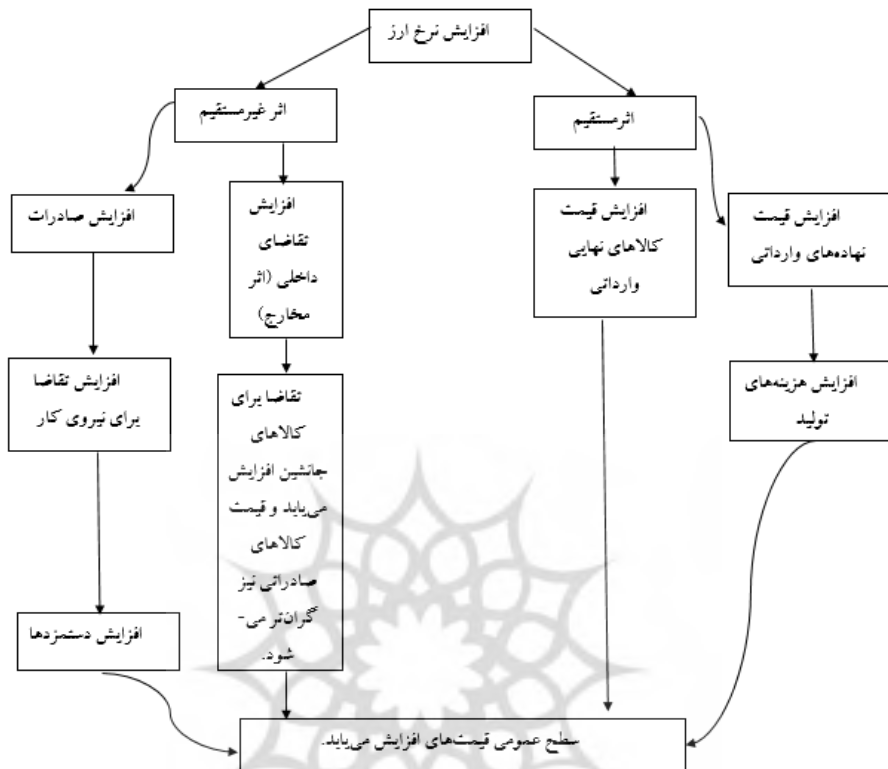 افزایش نرخ ارز
اثرمستقیم
اثر غیرمستقیم
افزایش قیمت
نهاده‌های وارداتی
افزایش قیمت
کالاهای نهایی
وارداتی
افزایش
تقاضای
داخلی (اثر
مخارج)
افزایش صادرات
افزایش هزینه‌های
تولید
تقاضا برای
کالاهای
جانشین افزایش
می‌یابد و قیمت
کالاهای
صادراتی نیز
گران‌تر می-
شود.
افزایش تقاضا
برای نیروی کار
افزایش دستمزدها
سطح عمومی قیمت‌های افزایش می‌یابد.